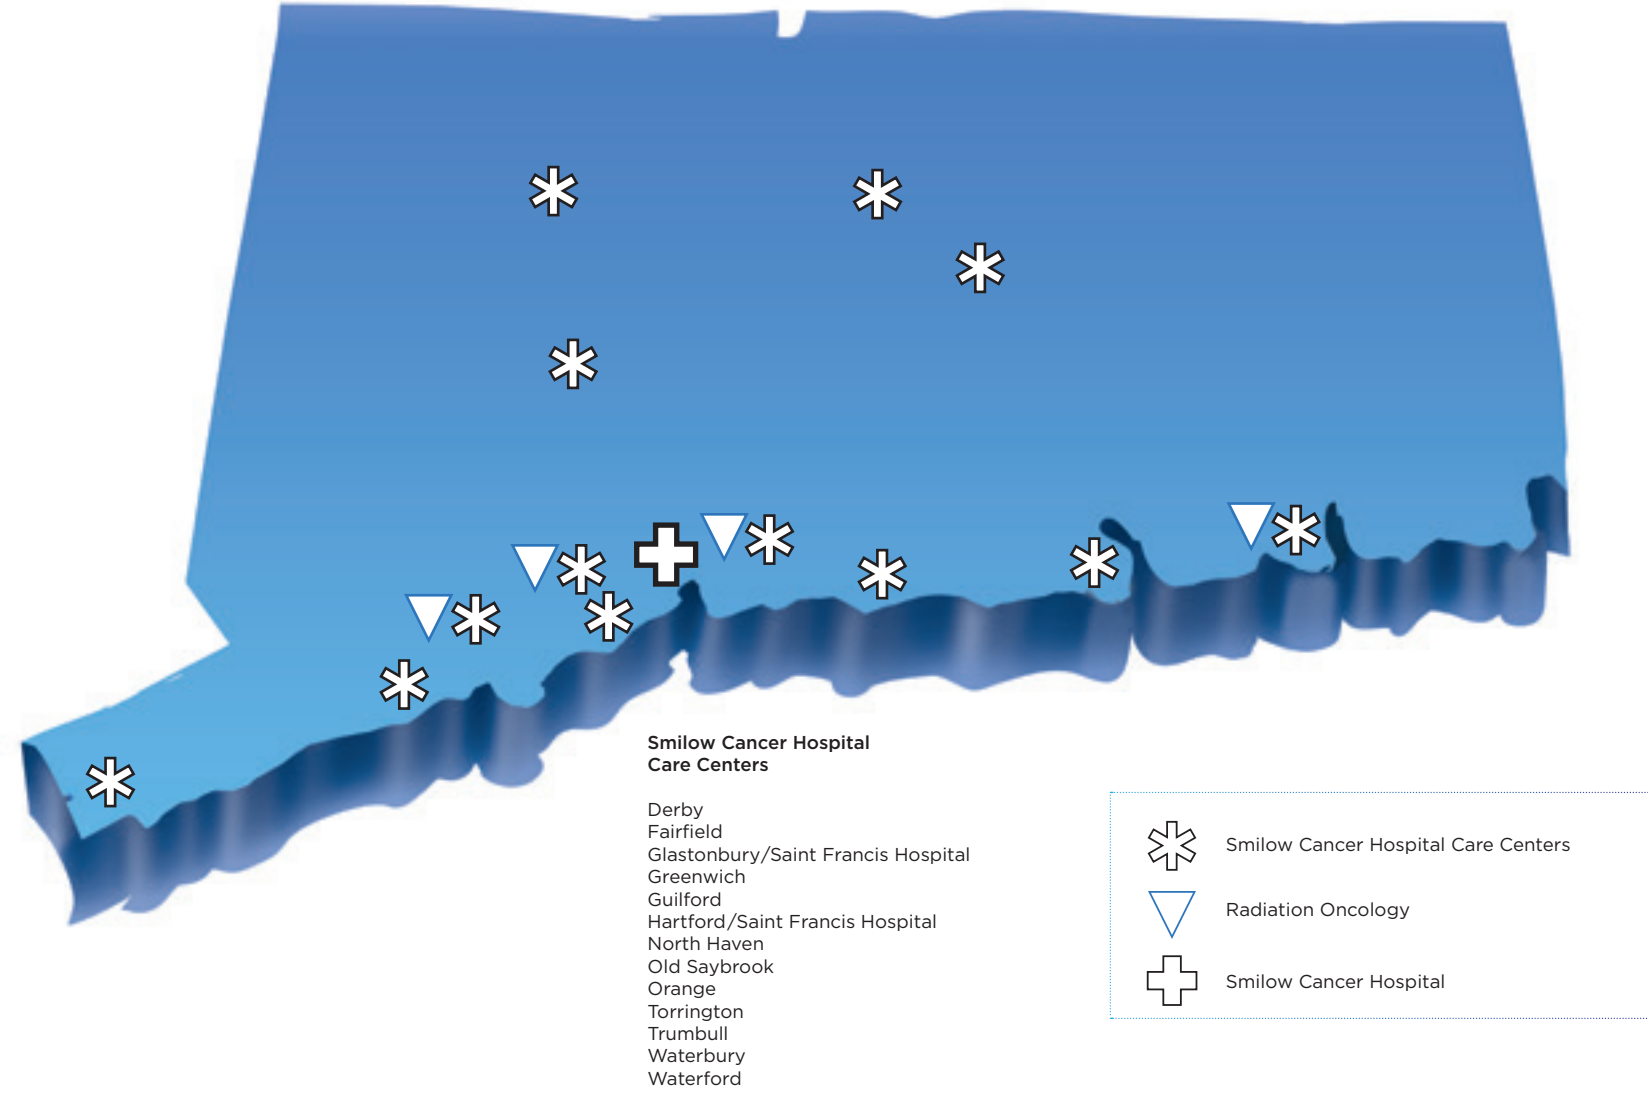 Smilow Cancer Hospital
Care Centers
Derby
Fairfield
Glastonbury/Saint Francis Hospital
Greenwich
Guilford
Hartford/Saint Francis Hospital
North Haven
Old Saybrook
Orange
Torrington
Trumbull
Waterbury
Waterford
Smilow Cancer Hospital Care Centers
Radiation Oncology
Smilow Cancer Hospital